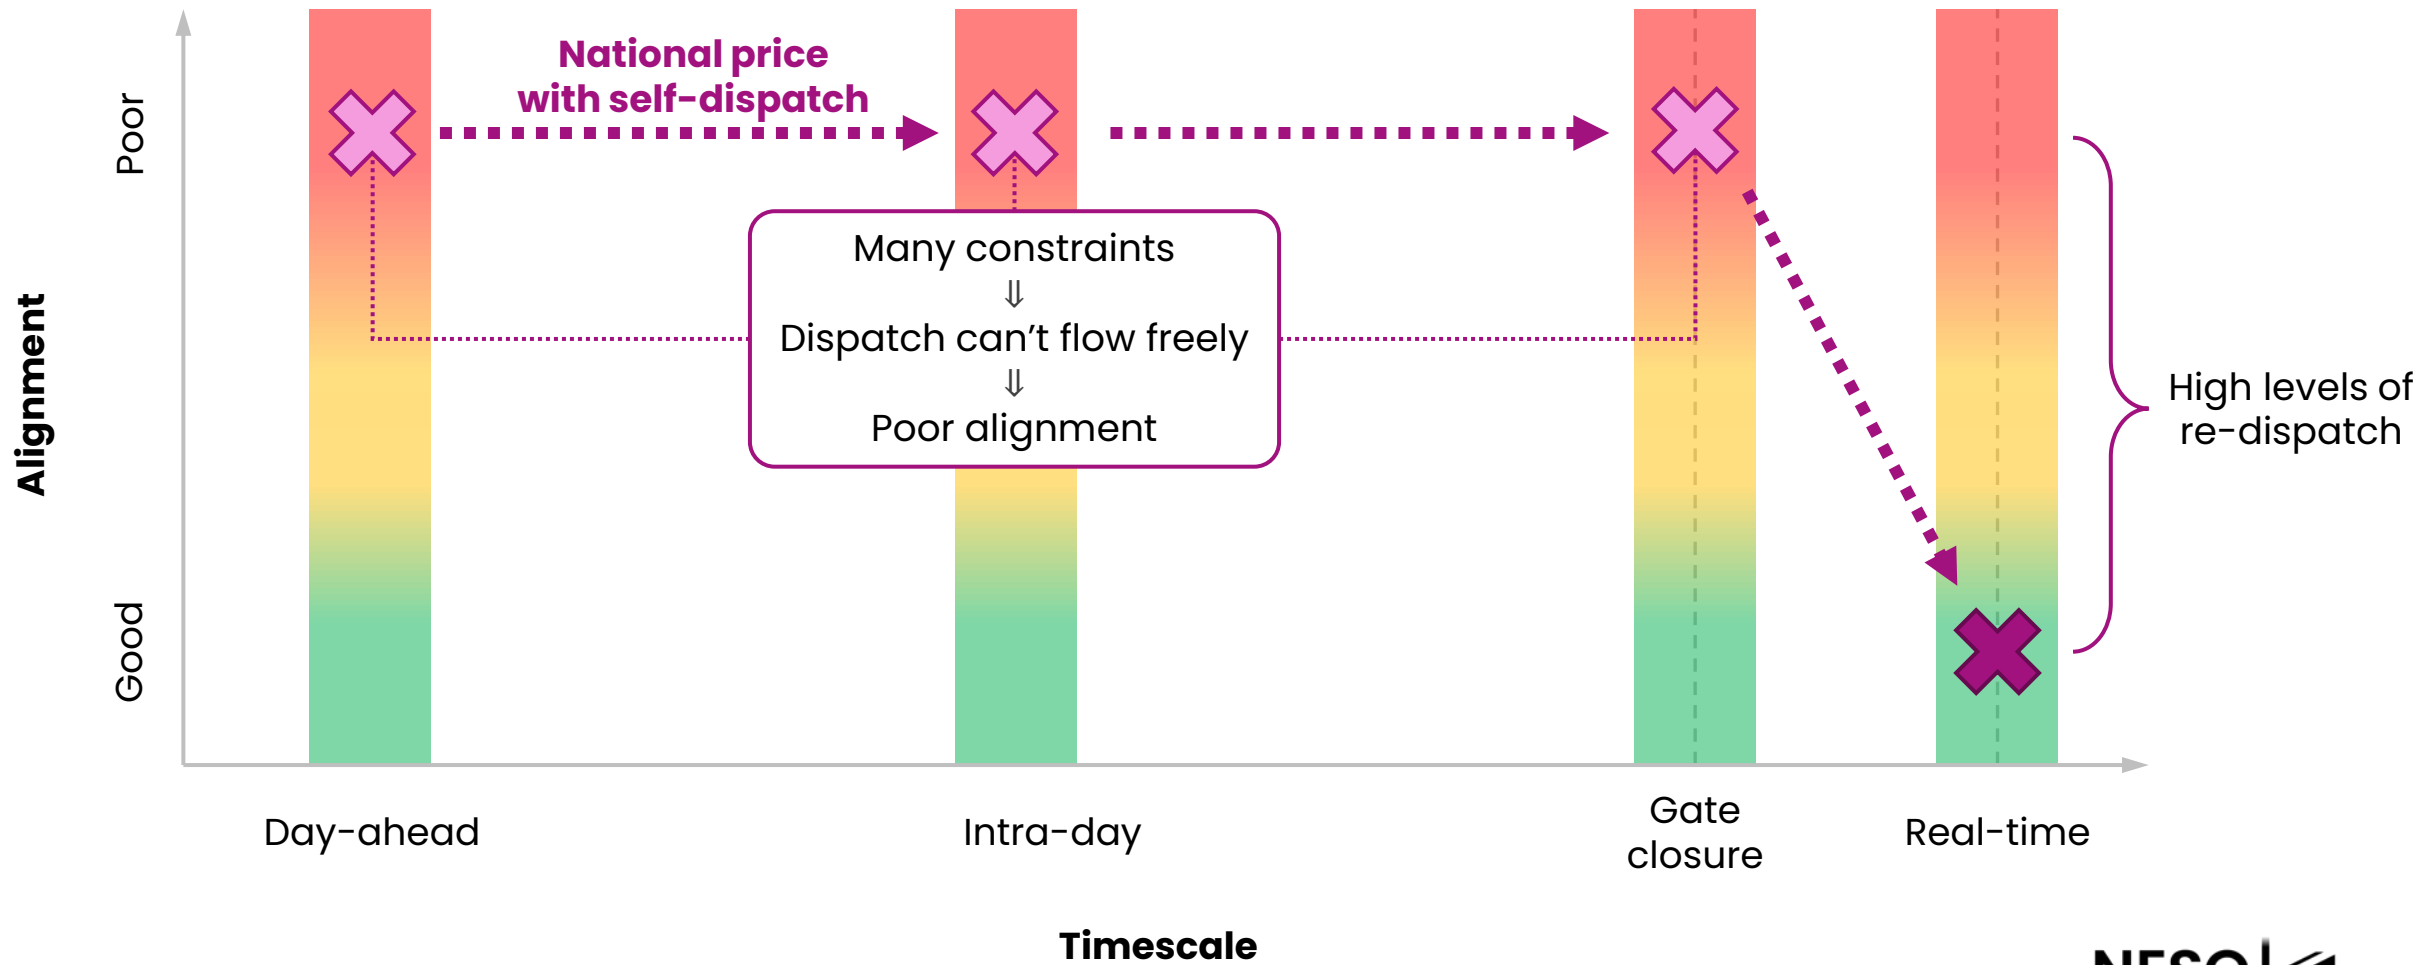 National price
with self-dispatch
Poor
Many constraints
⇓
Dispatch can't flow freely
⇓
Poor alignment
Alignment
High levels of
re-dispatch
Good
Day-ahead
Intra-day
Gate
closure
Real-time
Timescale
NESO